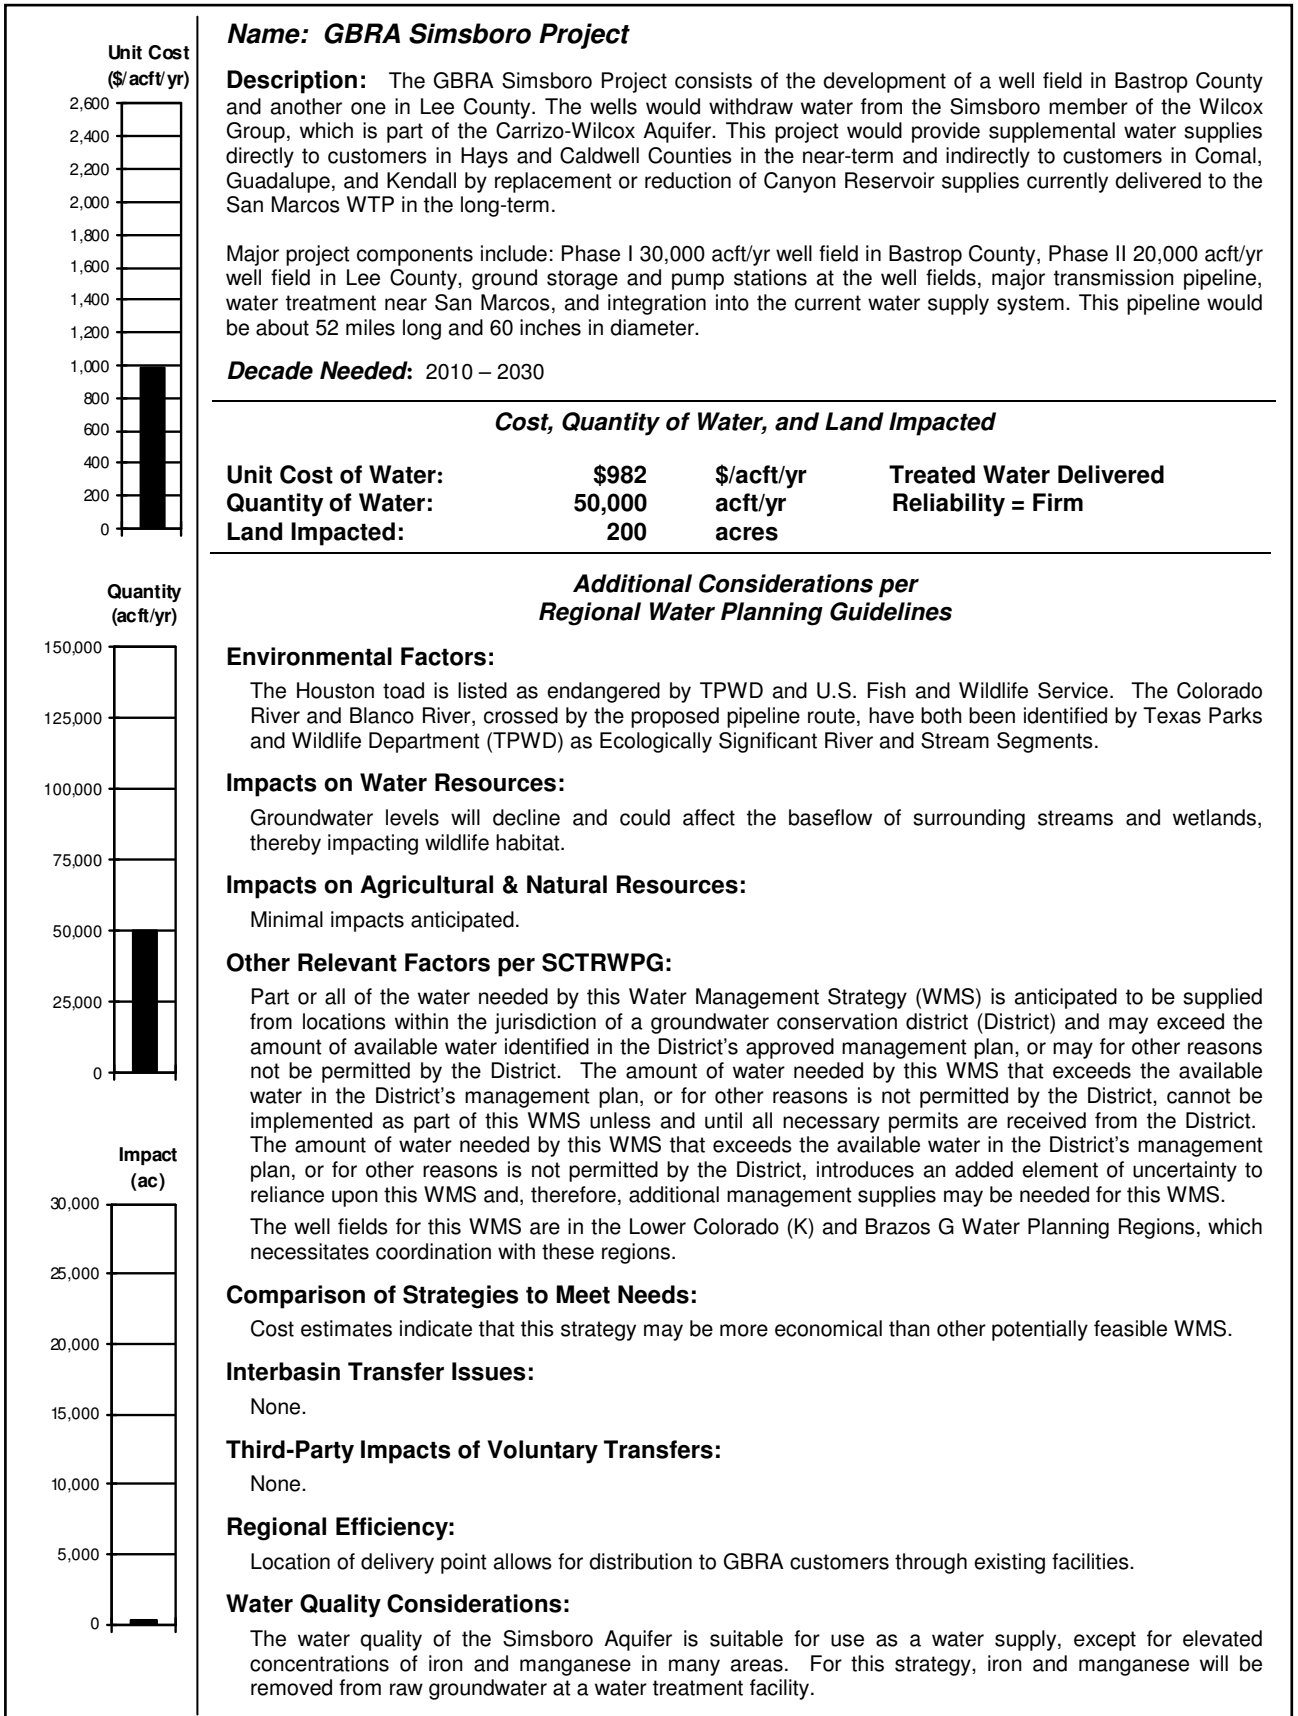 Unit Cost
($/acft/yr)
2,600
2,400
2,200
2,000
1,800
1,600
1,400
1,200
1,000
800
600
400
200
0
Quantity
(acft/yr)
150,000
125,000
100,000
75,000
50,000
25,000
0
Impact
(ac)
30,000
25,000
20,000
15,000
10,000
5,000
0
Name: GBRA Simsboro Project
Description: The GBRA Simsboro Project consists of the development of a well field in Bastrop County
and another one in Lee County. The wells would withdraw water from the Simsboro member of the Wilcox
Group, which is part of the Carrizo-Wilcox Aquifer. This project would provide supplemental water supplies
directly to customers in Hays and Caldwell Counties in the near-term and indirectly to customers in Comal,
Guadalupe, and Kendall by replacement or reduction of Canyon Reservoir supplies currently delivered to the
San Marcos WTP in the long-term.
Major project components include: Phase I 30,000 acft/yr well field in Bastrop County, Phase II 20,000 acft/yr
well field in Lee County, ground storage and pump stations at the well fields, major transmission pipeline,
water treatment near San Marcos, and integration into the current water supply system. This pipeline would
be about 52 miles long and 60 inches in diameter.
Decade Needed: 2010 – 2030
Cost, Quantity of Water, and Land Impacted
Unit Cost of Water: $982 $/acft/yr Treated Water Delivered
Quantity of Water: 50,000 acft/yr Reliability = Firm
Land Impacted: 200 acres
Additional Considerations per
Regional Water Planning Guidelines
Environmental Factors:
The Houston toad is listed as endangered by TPWD and U.S. Fish and Wildlife Service. The Colorado
River and Blanco River, crossed by the proposed pipeline route, have both been identified by Texas Parks
and Wildlife Department (TPWD) as Ecologically Significant River and Stream Segments.
Impacts on Water Resources:
Groundwater levels will decline and could affect the baseflow of surrounding streams and wetlands,
thereby impacting wildlife habitat.
Impacts on Agricultural & Natural Resources:
Minimal impacts anticipated.
Other Relevant Factors per SCTRWPG:
Part or all of the water needed by this Water Management Strategy (WMS) is anticipated to be supplied
from locations within the jurisdiction of a groundwater conservation district (District) and may exceed the
amount of available water identified in the District's approved management plan, or may for other reasons
not be permitted by the District. The amount of water needed by this WMS that exceeds the available
water in the District's management plan, or for other reasons is not permitted by the District, cannot be
implemented as part of this WMS unless and until all necessary permits are received from the District.
The amount of water needed by this WMS that exceeds the available water in the District's management
plan, or for other reasons is not permitted by the District, introduces an added element of uncertainty to
reliance upon this WMS and, therefore, additional management supplies may be needed for this WMS.
The well fields for this WMS are in the Lower Colorado (K) and Brazos G Water Planning Regions, which
necessitates coordination with these regions.
Comparison of Strategies to Meet Needs:
Cost estimates indicate that this strategy may be more economical than other potentially feasible WMS.
Interbasin Transfer Issues:
None.
Third-Party Impacts of Voluntary Transfers:
None.
Regional Efficiency:
Location of delivery point allows for distribution to GBRA customers through existing facilities.
Water Quality Considerations:
The water quality of the Simsboro Aquifer is suitable for use as a water supply, except for elevated
concentrations of iron and manganese in many areas. For this strategy, iron and manganese will be
removed from raw groundwater at a water treatment facility.